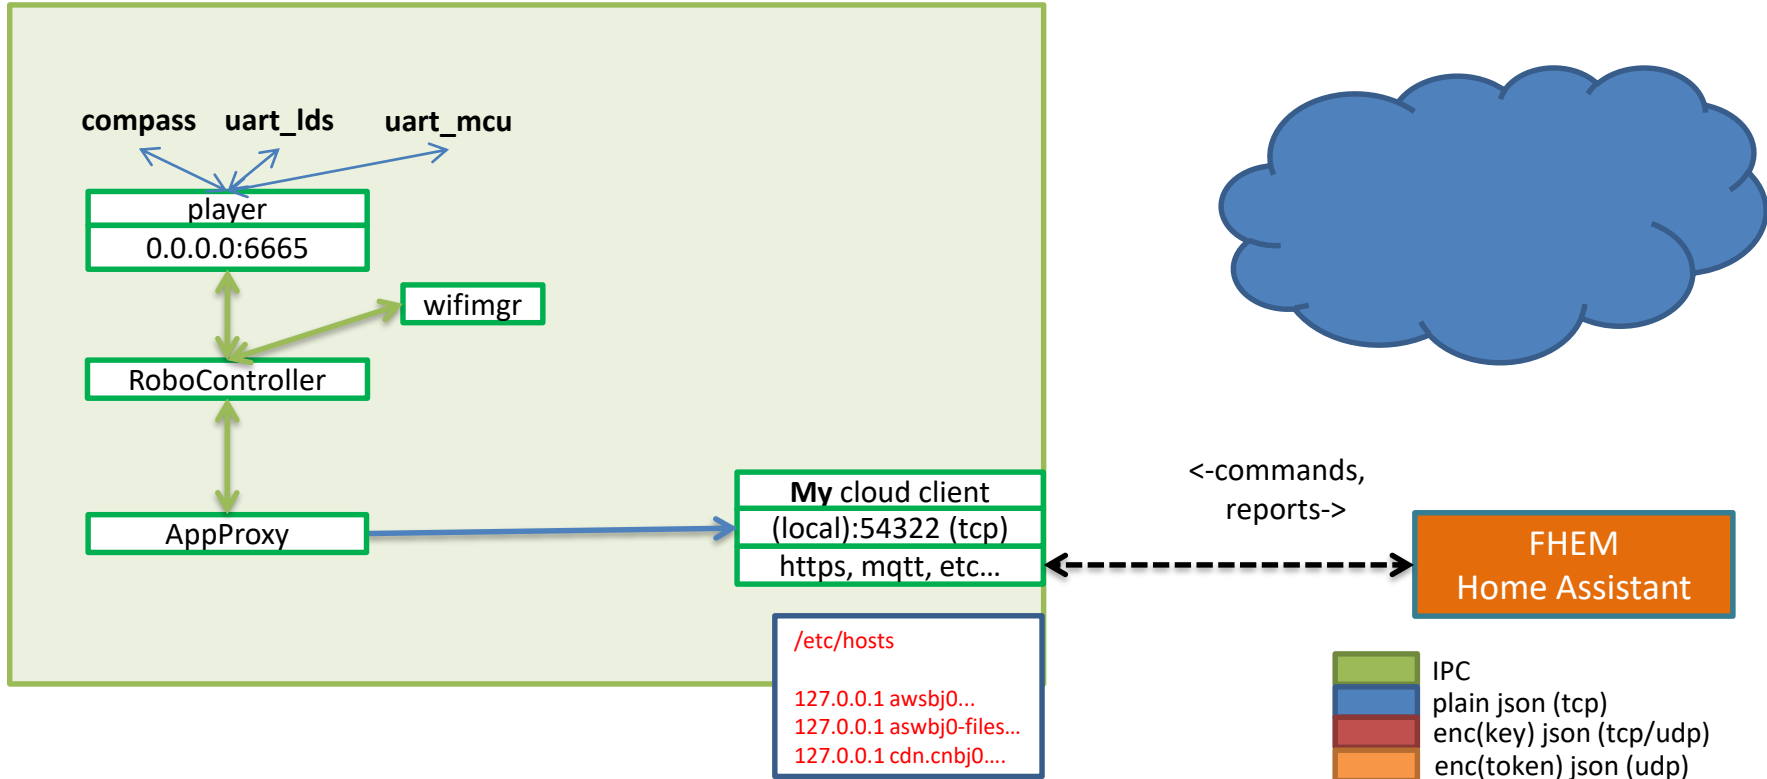 compass uart_lds uart_mcu
player
0.0.0.0:6665
wifimgr
RoboController
AppProxy
My cloud client
(local):54322 (tcp)
https, mqtt, etc...
<-commands,
reports->
FHEM
Home Assistant
/etc/hosts
127.0.0.1 awsbj0...
127.0.0.1 aswbj0-files...
127.0.0.1 cdn.cnbj0....
IPC
plain json (tcp)
enc(key) json (tcp/udp)
enc(token) json (udp)